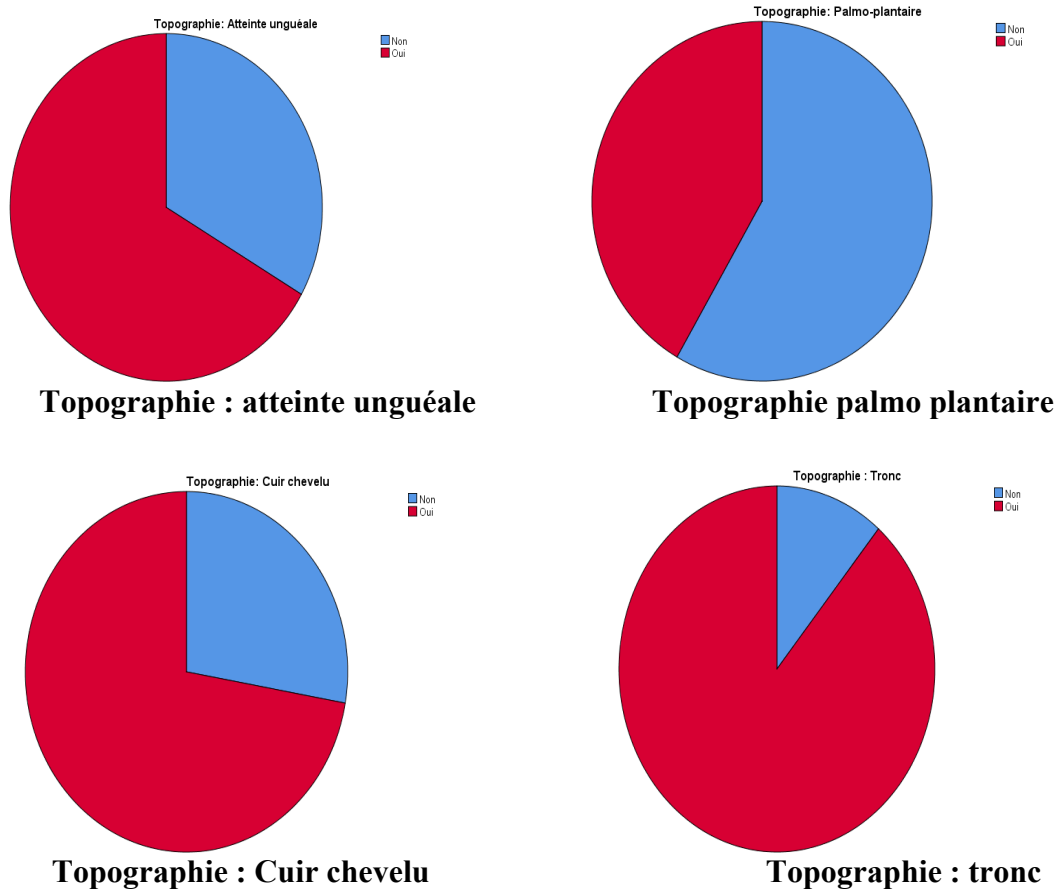 Topographie: Atteinte unguéale
Non
Oui
Topographie : atteinte unguéale
Topographie: Palmo-plantaire
Non
Oui
Topographie palmo plantaire
Topographie: Cuir chevelu
Non
Oui
Topographie : Cuir chevelu
Topographie : Tronc
Non
Oui
Topographie : tronc